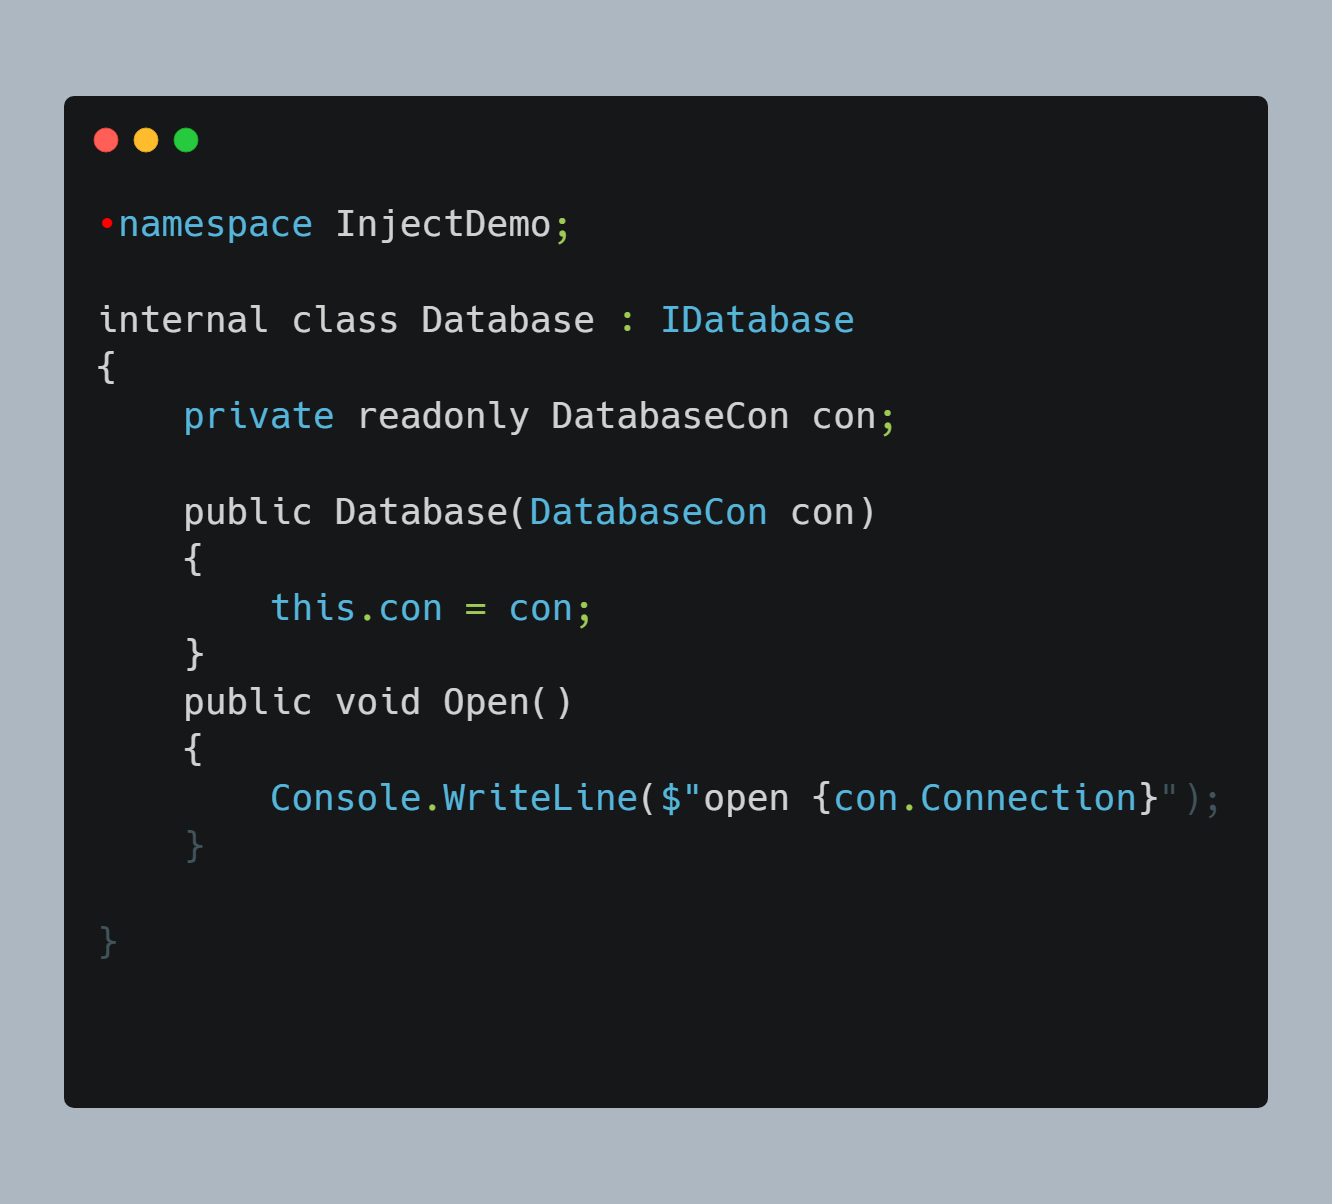 •namespace InjectDemo;

internal class Database : IDatabase
{
    private readonly DatabaseCon con;

    public Database(DatabaseCon con)
    {
        this.con = con;
    }
    public void Open()
    {
        Console.WriteLine($"open {con.Connection}");
    }

}